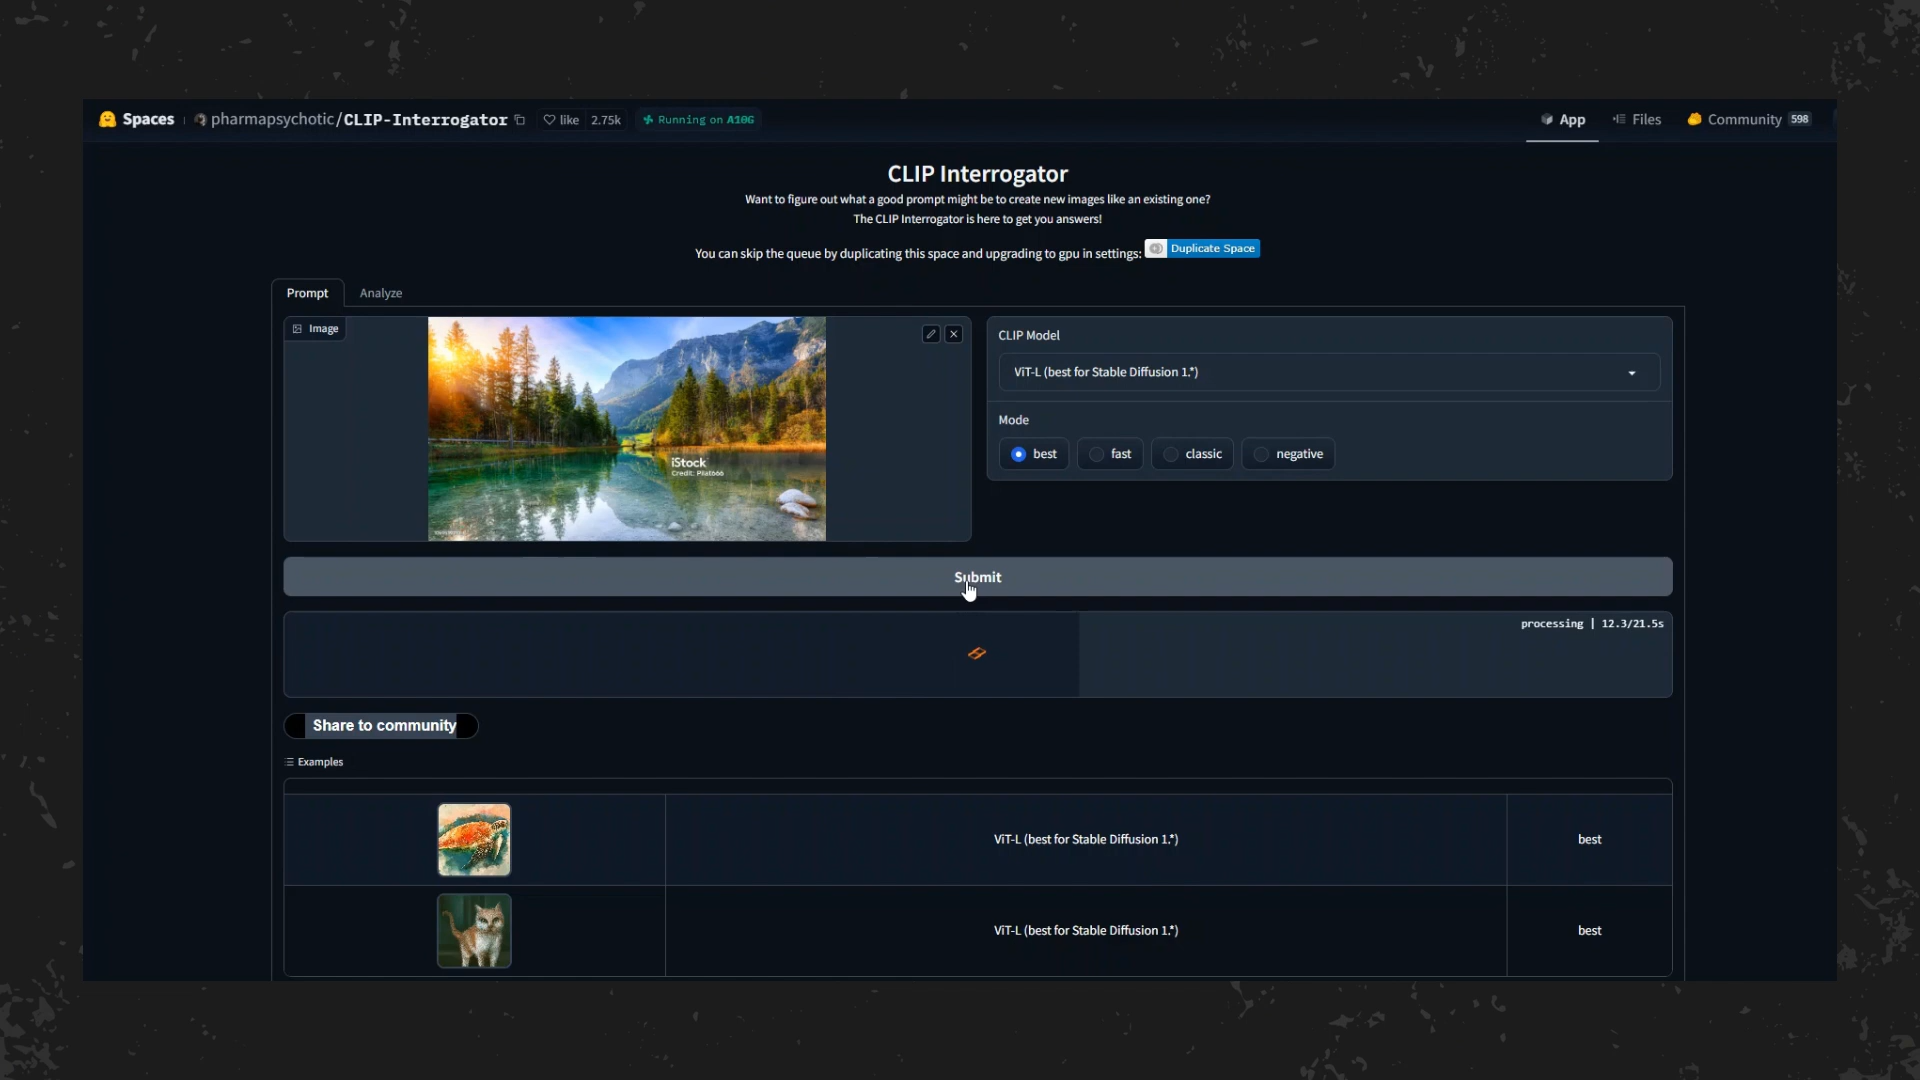 Spaces pharmapsychotic/CLIP-Interrogator like 2.75k Running on A10G App Files Community 598
CLIP Interrogator
Want to figure out what a good prompt might be to create new images like an existing one?
The CLIP Interrogator is here to get you answers!
You can skip the queue by duplicating this space and upgrading to gpu in settings: Duplicate Space
Prompt Analyze
Image
iStock
Credit: Pilat666
CLIP Model
ViT-L (best for Stable Diffusion 1.*)
Mode
best fast classic negative
Submit
processing | 12.3/21.5s
Share to community
Examples
ViT-L (best for Stable Diffusion 1.*) best
ViT-L (best for Stable Diffusion 1.*) best